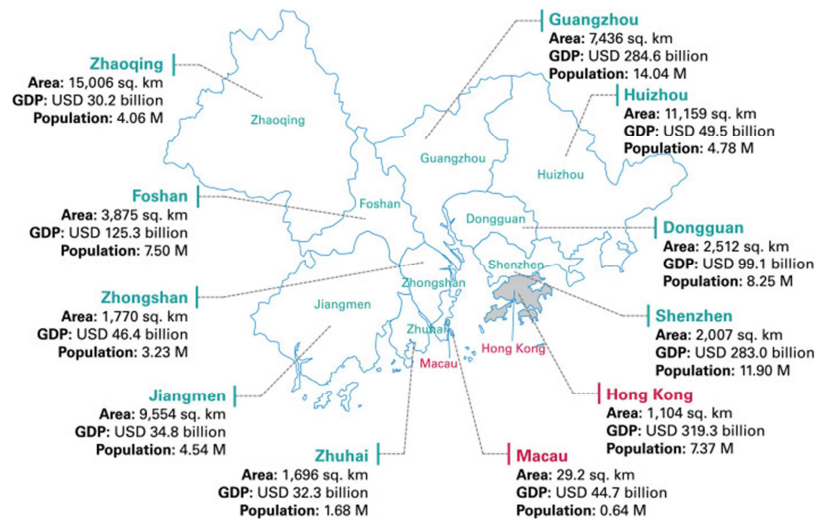 Guangzhou
Area: 7,436 sq. km
GDP: USD 284.6 billion
Population: 14.04 M
Zhaoqing
Area: 15,006 sq. km
GDP: USD 30.2 billion
Population: 4.06 M
Huizhou
Area: 11,159 sq. km
GDP: USD 49.5 billion
Population: 4.78 M
Zhaoqing
Guangzhou
Huizhou
Foshan
Area: 3,875 sq. km
GDP: USD 125.3 billion
Population: 7.50 M
Foshan
Dongguan
Dongguan
Area: 2,512 sq. km
GDP: USD 99.1 billion
Population: 8.25 M
Shenzhen
Zhongshan
Zhongshan
Area: 1,770 sq. km
GDP: USD 46.4 billion
Population: 3.23 M
Jiangmen
Zhuhai
Macau
Hong Kong
Shenzhen
Area: 2,007 sq. km
GDP: USD 283.0 billion
Population: 11.90 M
Jiangmen
Area: 9,554 sq. km
GDP: USD 34.8 billion
Population: 4.54 M
Hong Kong
Area: 1,104 sq. km
GDP: USD 319.3 billion
Population: 7.37 M
Zhuhai
Area: 1,696 sq. km
GDP: USD 32.3 billion
Population: 1.68 M
Macau
Area: 29.2 sq. km
GDP: USD 44.7 billion
Population: 0.64 M